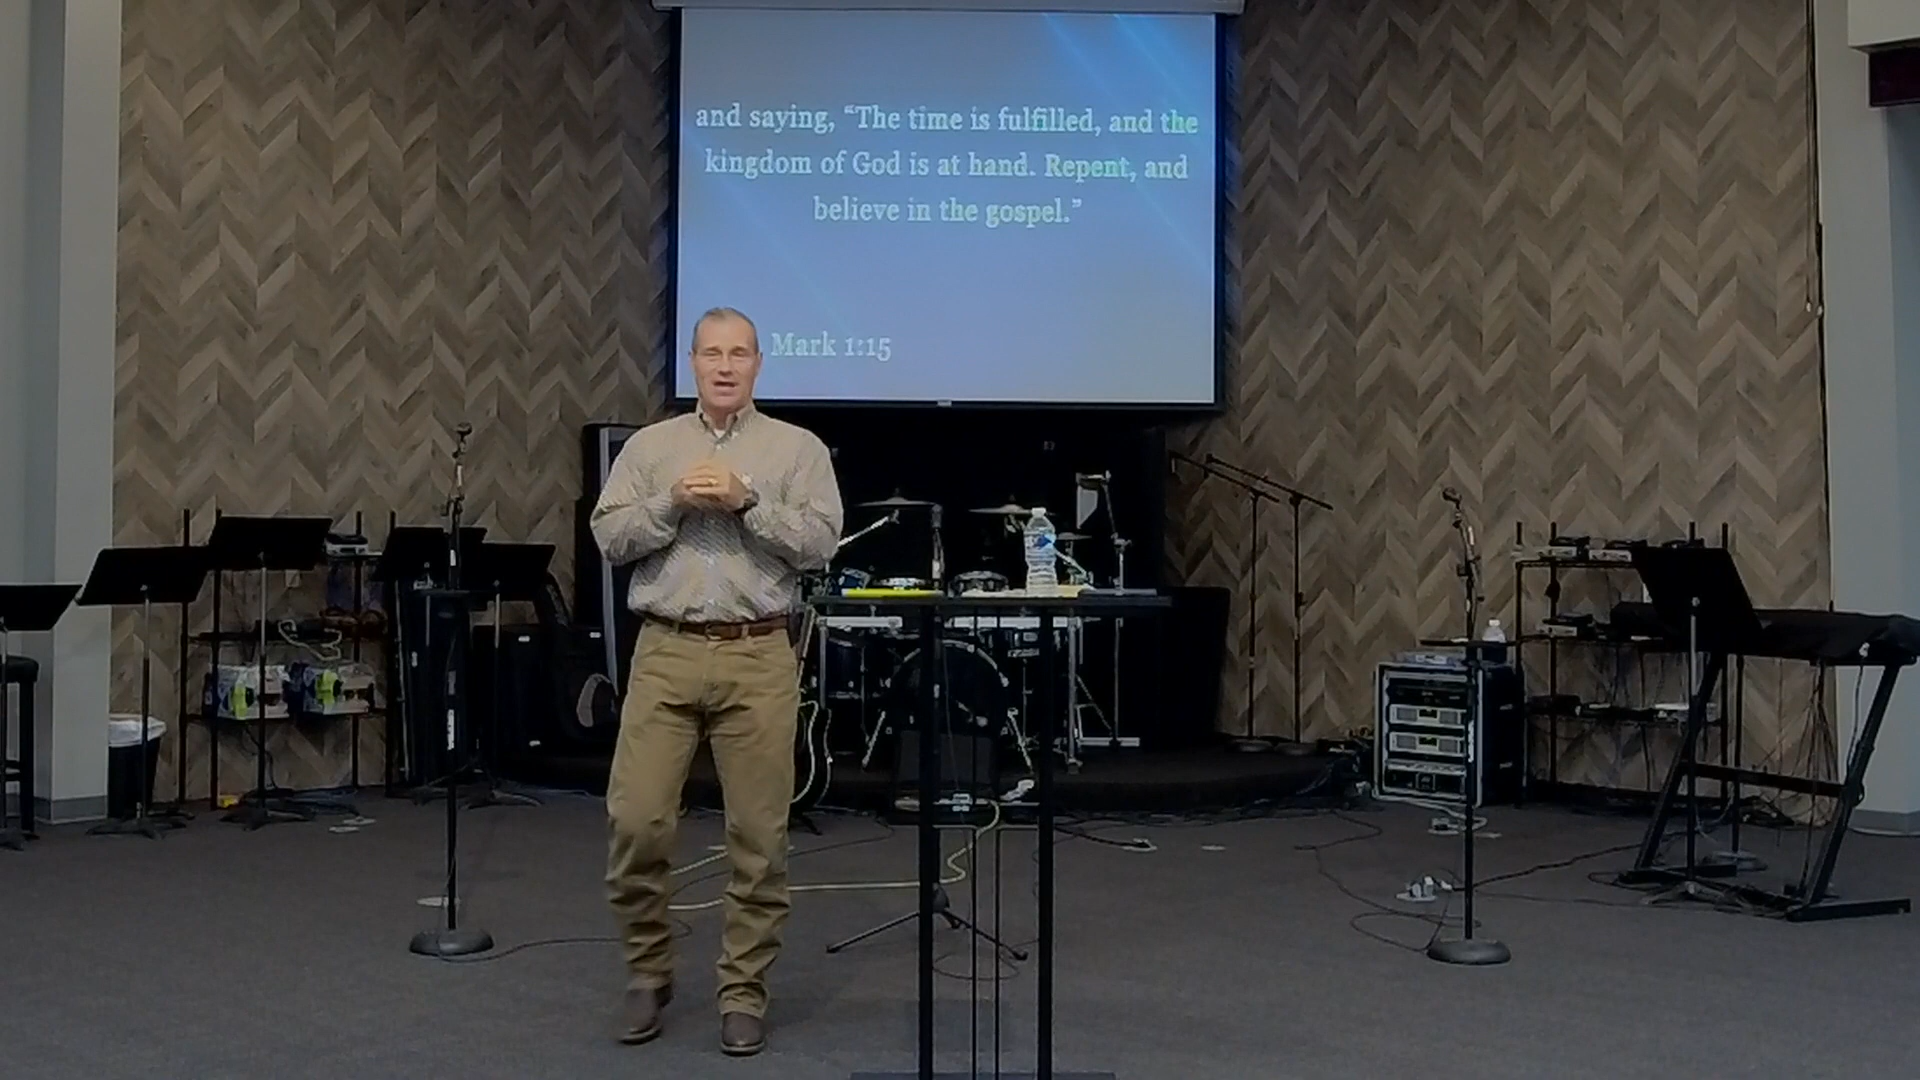 and saying, “The time is fulfilled, and the
kingdom of God is at hand. Repent, and
believe in the gospel.”
Mark 1:15